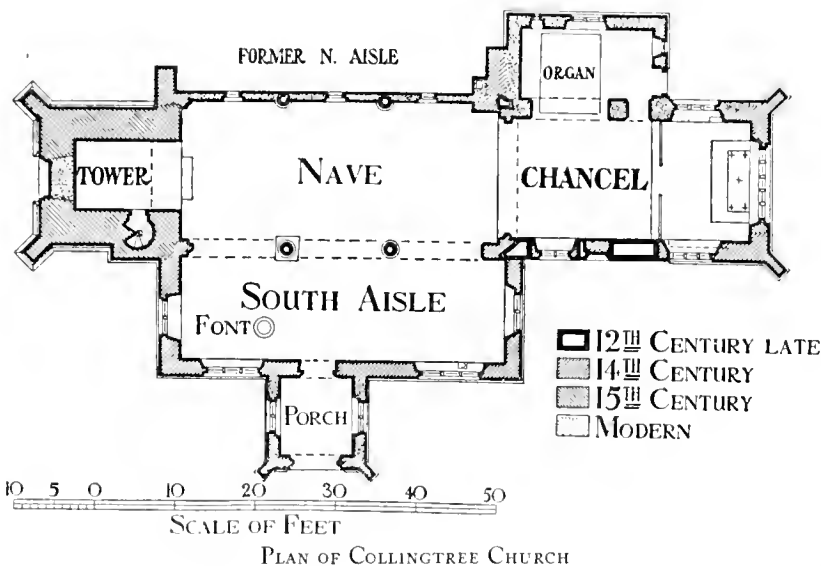 FORMER N. AISLE
ORGAN
TOWER
NAVE
CHANCEL
SOUTH AISLE
FONT
PORCH
12TH CENTURY LATE
14TH CENTURY
15TH CENTURY
MODERN
10 5 0 10 20 30 40 50
SCALE OF FEET
PLAN OF COLLINGTREE CHURCH